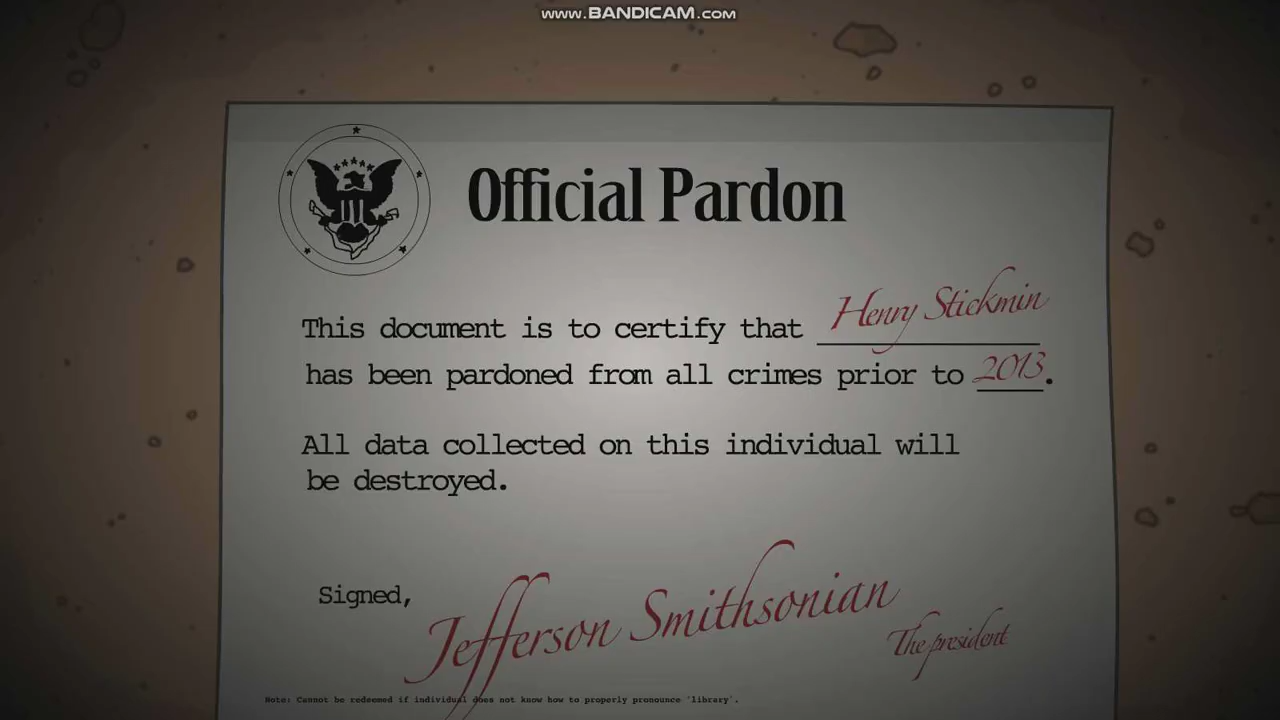 www.BANDICAM.com
Official Pardon
This document is to certify that Henry Stickmin
has been pardoned from all crimes prior to 2013.
All data collected on this individual will
be destroyed.
Signed, Jefferson Smithsonian
The president
Note: Cannot be redeemed if individual does not know how to properly pronounce 'library'.